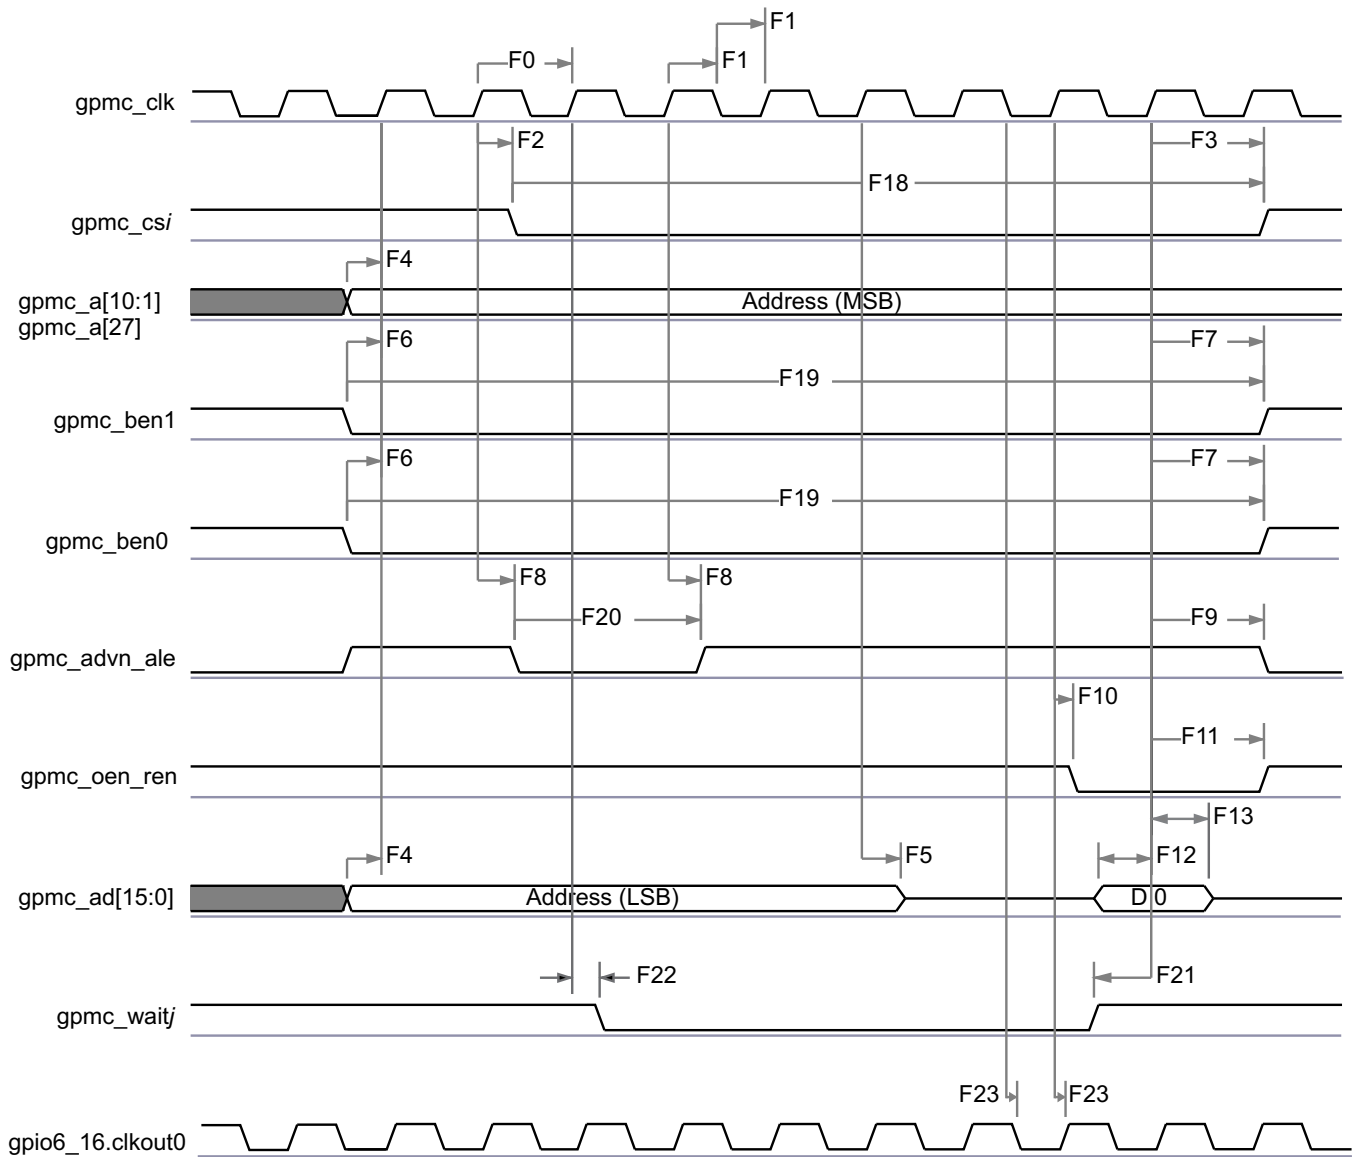 F1
F0
F1
gpmc_clk
F2
F3
F18
gpmc_csi
F4
gpmc_a[10:1]
Address (MSB)
gpmc_a[27]
F6
F7
F19
gpmc_ben1
F6
F7
F19
gpmc_ben0
F8
F8
F20
F9
gpmc_advn_ale
F10
F11
gpmc_oen_ren
F13
F4
F5
F12
gpmc_ad[15:0]
Address (LSB)
D 0
F22
F21
gpmc_waitj
F23
F23
gpio6_16.clkout0